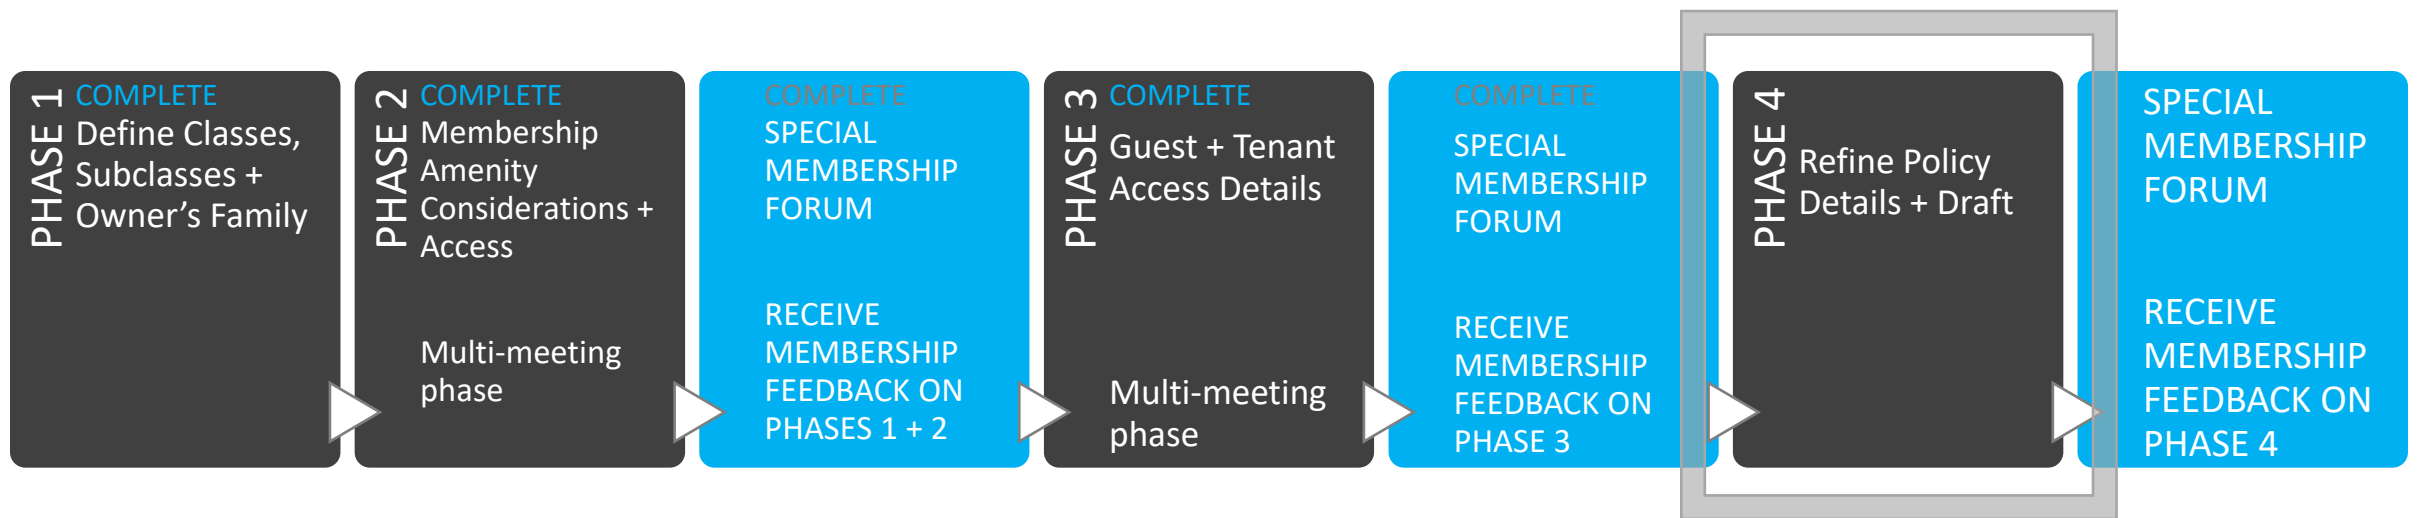 PHASE 1
COMPLETE
Define Classes,
Subclasses +
Owner's Family
PHASE 2
COMPLETE
Membership
Amenity
Considerations +
Access
Multi-meeting
phase
COMPLETE
SPECIAL
MEMBERSHIP
FORUM
RECEIVE
MEMBERSHIP
FEEDBACK ON
PHASES 1 + 2
PHASE 3
COMPLETE
Guest + Tenant
Access Details
Multi-meeting
phase
COMPLETE
SPECIAL
MEMBERSHIP
FORUM
RECEIVE
MEMBERSHIP
FEEDBACK ON
PHASE 3
PHASE 4
Refine Policy
Details + Draft
SPECIAL
MEMBERSHIP
FORUM
RECEIVE
MEMBERSHIP
FEEDBACK ON
PHASE 4